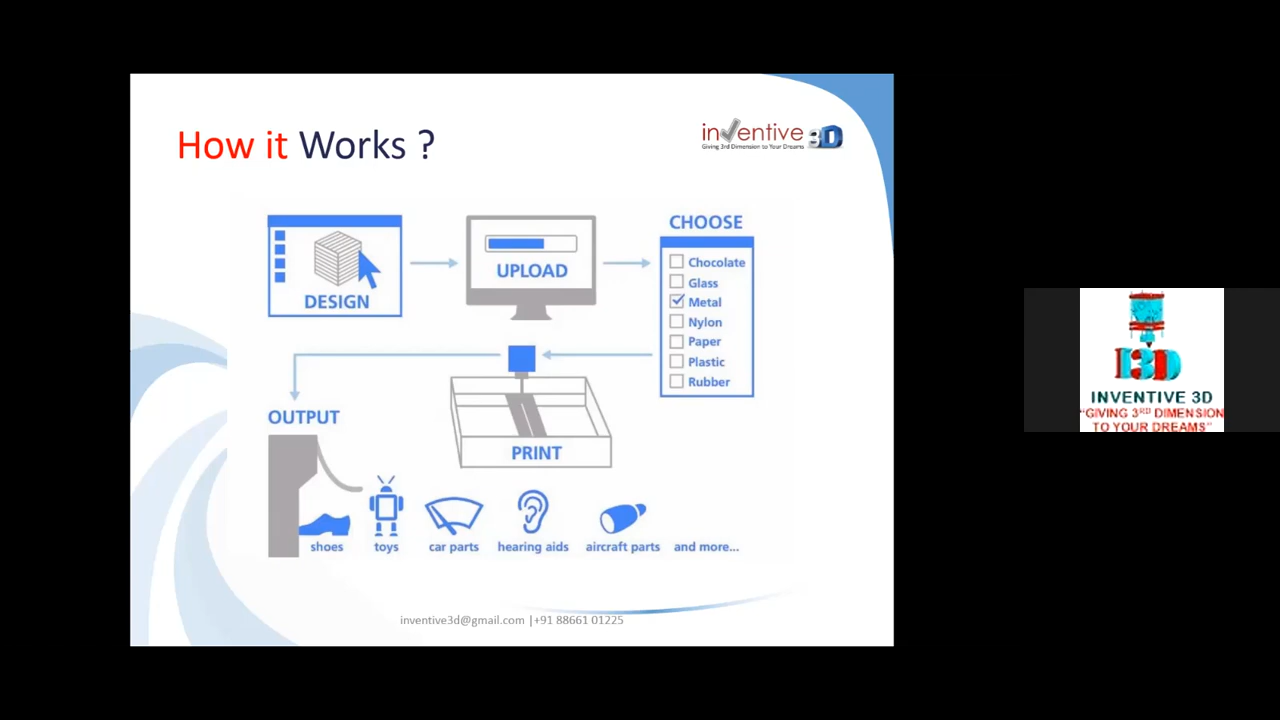 How it Works ?
inventive 3D
Giving 3rd Dimension to Your Dreams
DESIGN
UPLOAD
CHOOSE
Chocolate
Glass
Metal
Nylon
Paper
Plastic
Rubber
PRINT
OUTPUT
shoes
toys
car parts
hearing aids
aircraft parts
and more...
inventive3d@gmail.com |+91 88661 01225
I3D
INVENTIVE 3D
“GIVING 3RD DIMENSION
TO YOUR DREAMS”